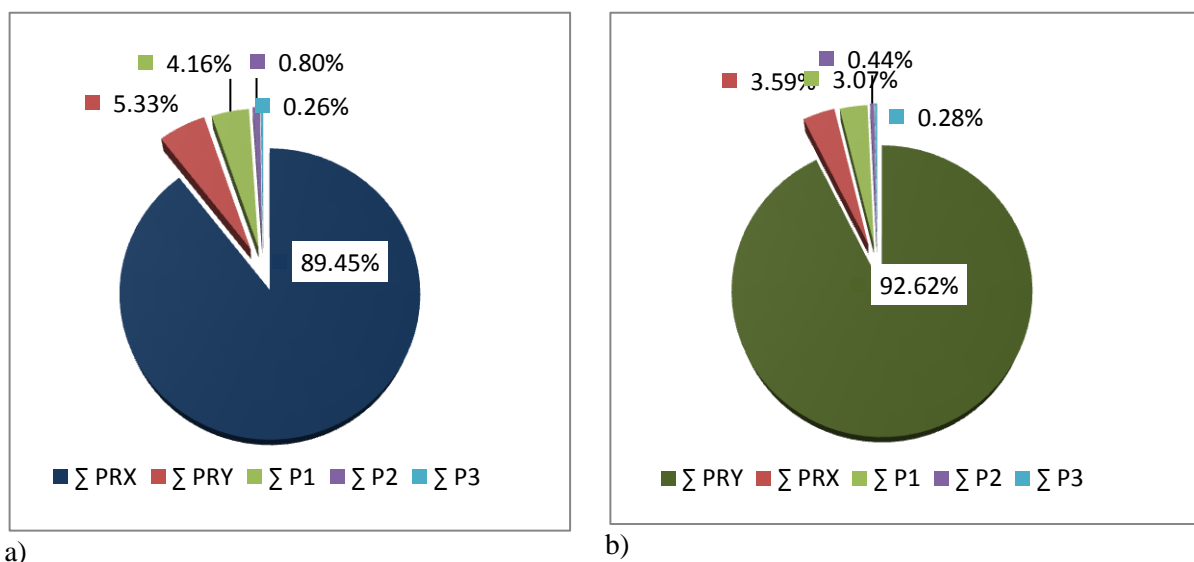 4.16% 0.80%
5.33% 0.26%
89.45%
∑ PRX ∑ PRY ∑ P1 ∑ P2 ∑ P3
a)
0.44%
3.59% 3.07%
0.28%
92.62%
∑ PRY ∑ PRX ∑ P1 ∑ P2 ∑ P3
b)